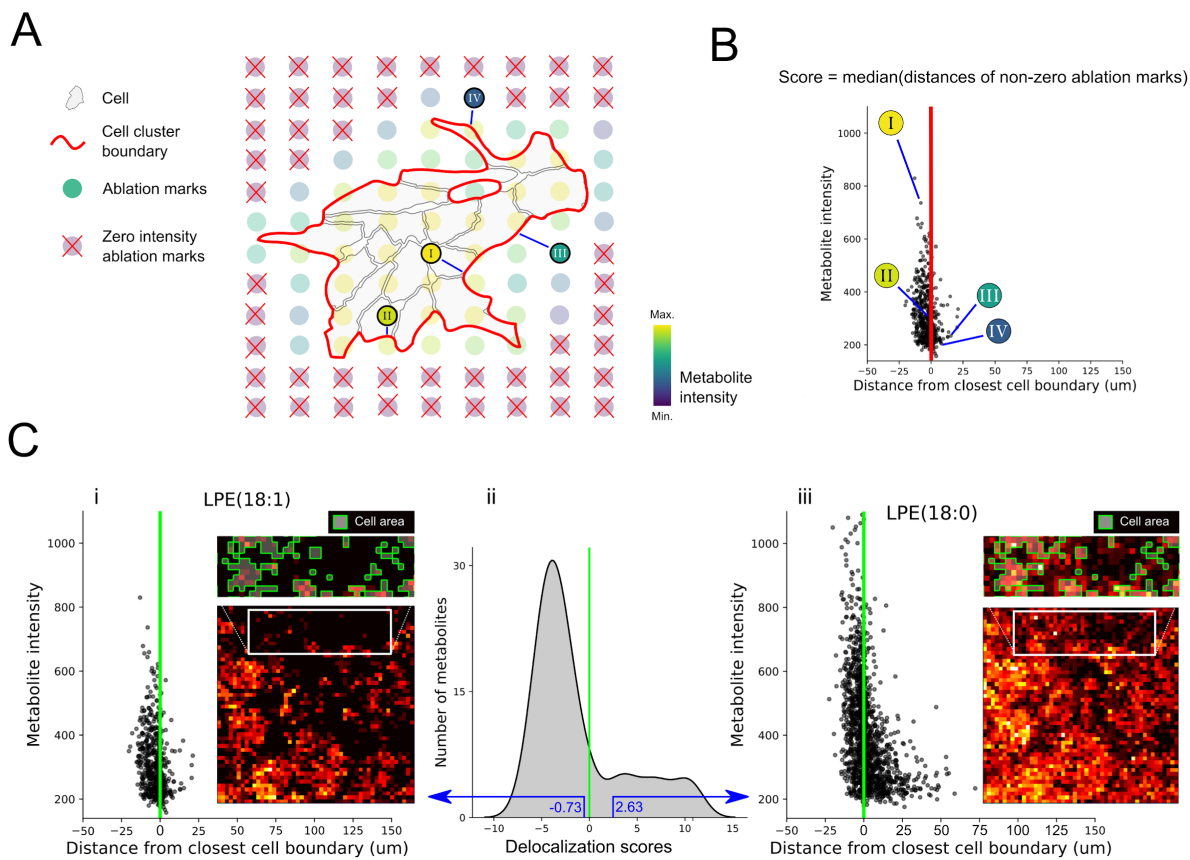 A
Cell
Cell cluster
boundary
Ablation marks
Zero intensity
ablation marks
IV
I
III
II
Max.
Min.
Metabolite
intensity
B
Score = median(distances of non-zero ablation marks)
Metabolite intensity
1000
800
600
400
200
I
II
III
IV
-50
-25
0
25
50
75
100
125
150
Distance from closest cell boundary (um)
C
i
LPE(18:1)
Cell area
Metabolite intensity
1000
800
600
400
200
−50
−25
0
25
50
75
100
125
150
Distance from closest cell boundary (um)
ii
Number of metabolites
30
15
0
-0.73
2.63
−10
−5
0
5
10
15
Delocalization scores
iii
LPE(18:0)
Cell area
Metabolite intensity
1000
800
600
400
200
−50
−25
0
25
50
75
100
125
150
Distance from closest cell boundary (um)